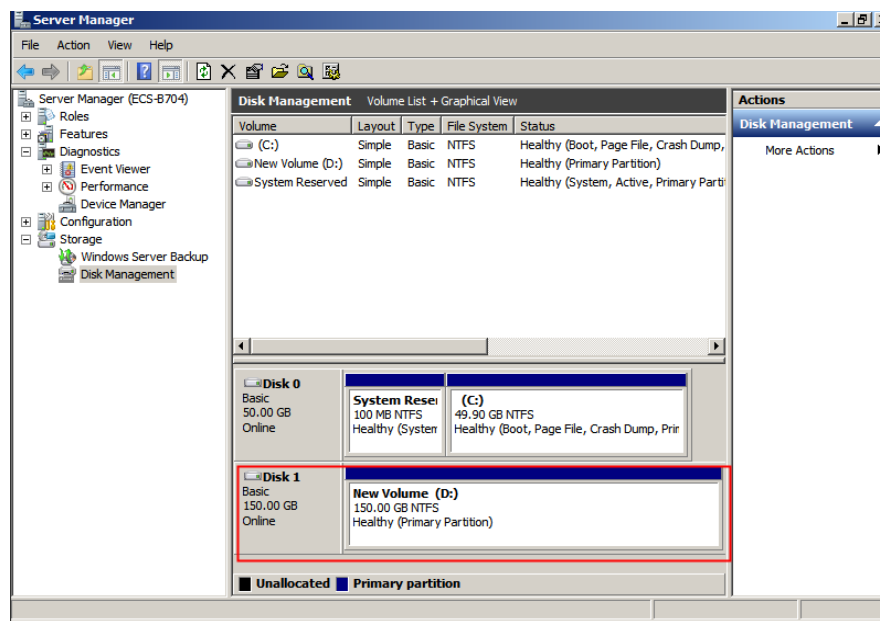 Server Manager
File Action View Help
Server Manager (ECS-B704)
Roles
Features
Diagnostics
Event Viewer
Performance
Device Manager
Configuration
Storage
Windows Server Backup
Disk Management
Disk Management Volume List + Graphical View
Volume Layout Type File System Status
(C:) Simple Basic NTFS Healthy (Boot, Page File, Crash Dump,
New Volume (D:) Simple Basic NTFS Healthy (Primary Partition)
System Reserved Simple Basic NTFS Healthy (System, Active, Primary Parti
Disk 0
Basic
50.00 GB
Online
System Reser
100 MB NTFS
Healthy (System
(C:)
49.90 GB NTFS
Healthy (Boot, Page File, Crash Dump, Prir
Disk 1
Basic
150.00 GB
Online
New Volume (D:)
150.00 GB NTFS
Healthy (Primary Partition)
Unallocated Primary partition
Actions
Disk Management
More Actions